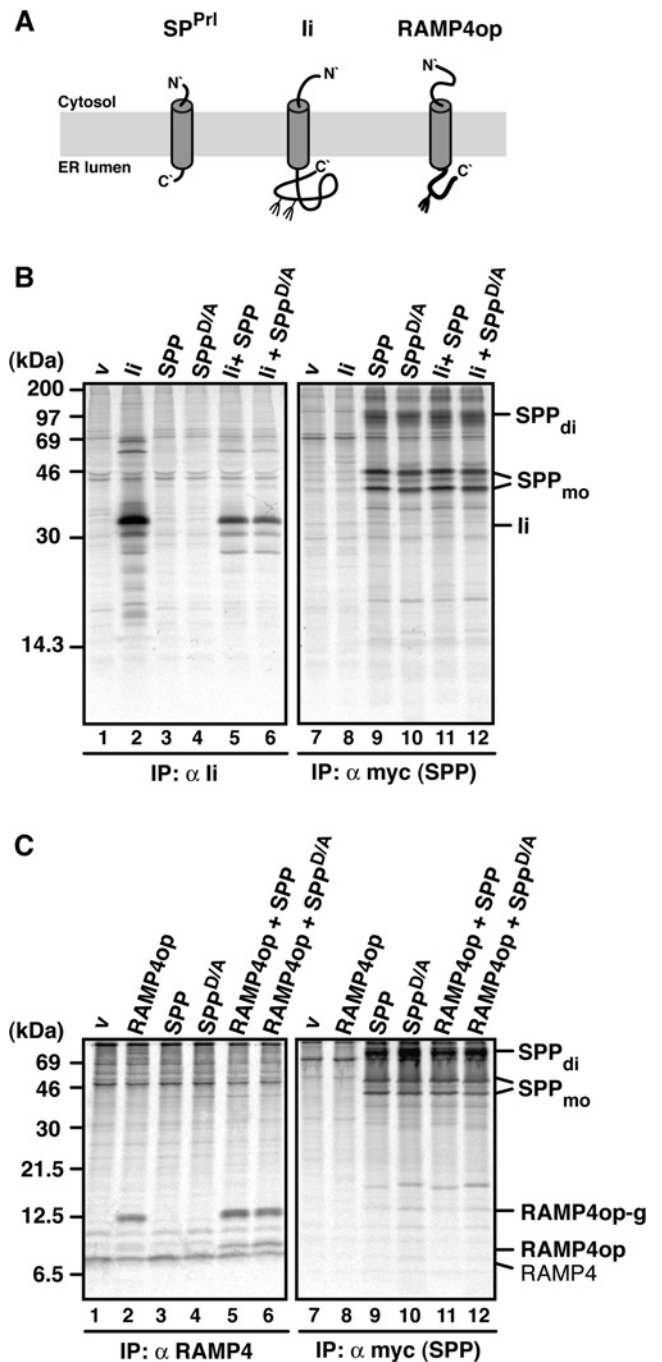 A
SP^Prl Ii RAMP4op
N` N` N`
Cytosol
ER lumen
C` C` C`
B
(kDa) v Ii SPP SPP^D/A Ii+ SPP Ii + SPP^D/A v Ii SPP SPP^D/A Ii+ SPP Ii + SPP^D/A
200
97
69
46
30
14.3
SPP_di
SPP_mo
Ii
1 2 3 4 5 6 7 8 9 10 11 12
IP: α Ii IP: α myc (SPP)
C
(kDa) v RAMP4op SPP SPP^D/A RAMP4op + SPP RAMP4op + SPP^D/A v RAMP4op SPP SPP^D/A RAMP4op + SPP RAMP4op + SPP^D/A
69
46
30
21.5
12.5
6.5
SPP_di
SPP_mo
RAMP4op-g
RAMP4op
RAMP4
1 2 3 4 5 6 7 8 9 10 11 12
IP: α RAMP4 IP: α myc (SPP)